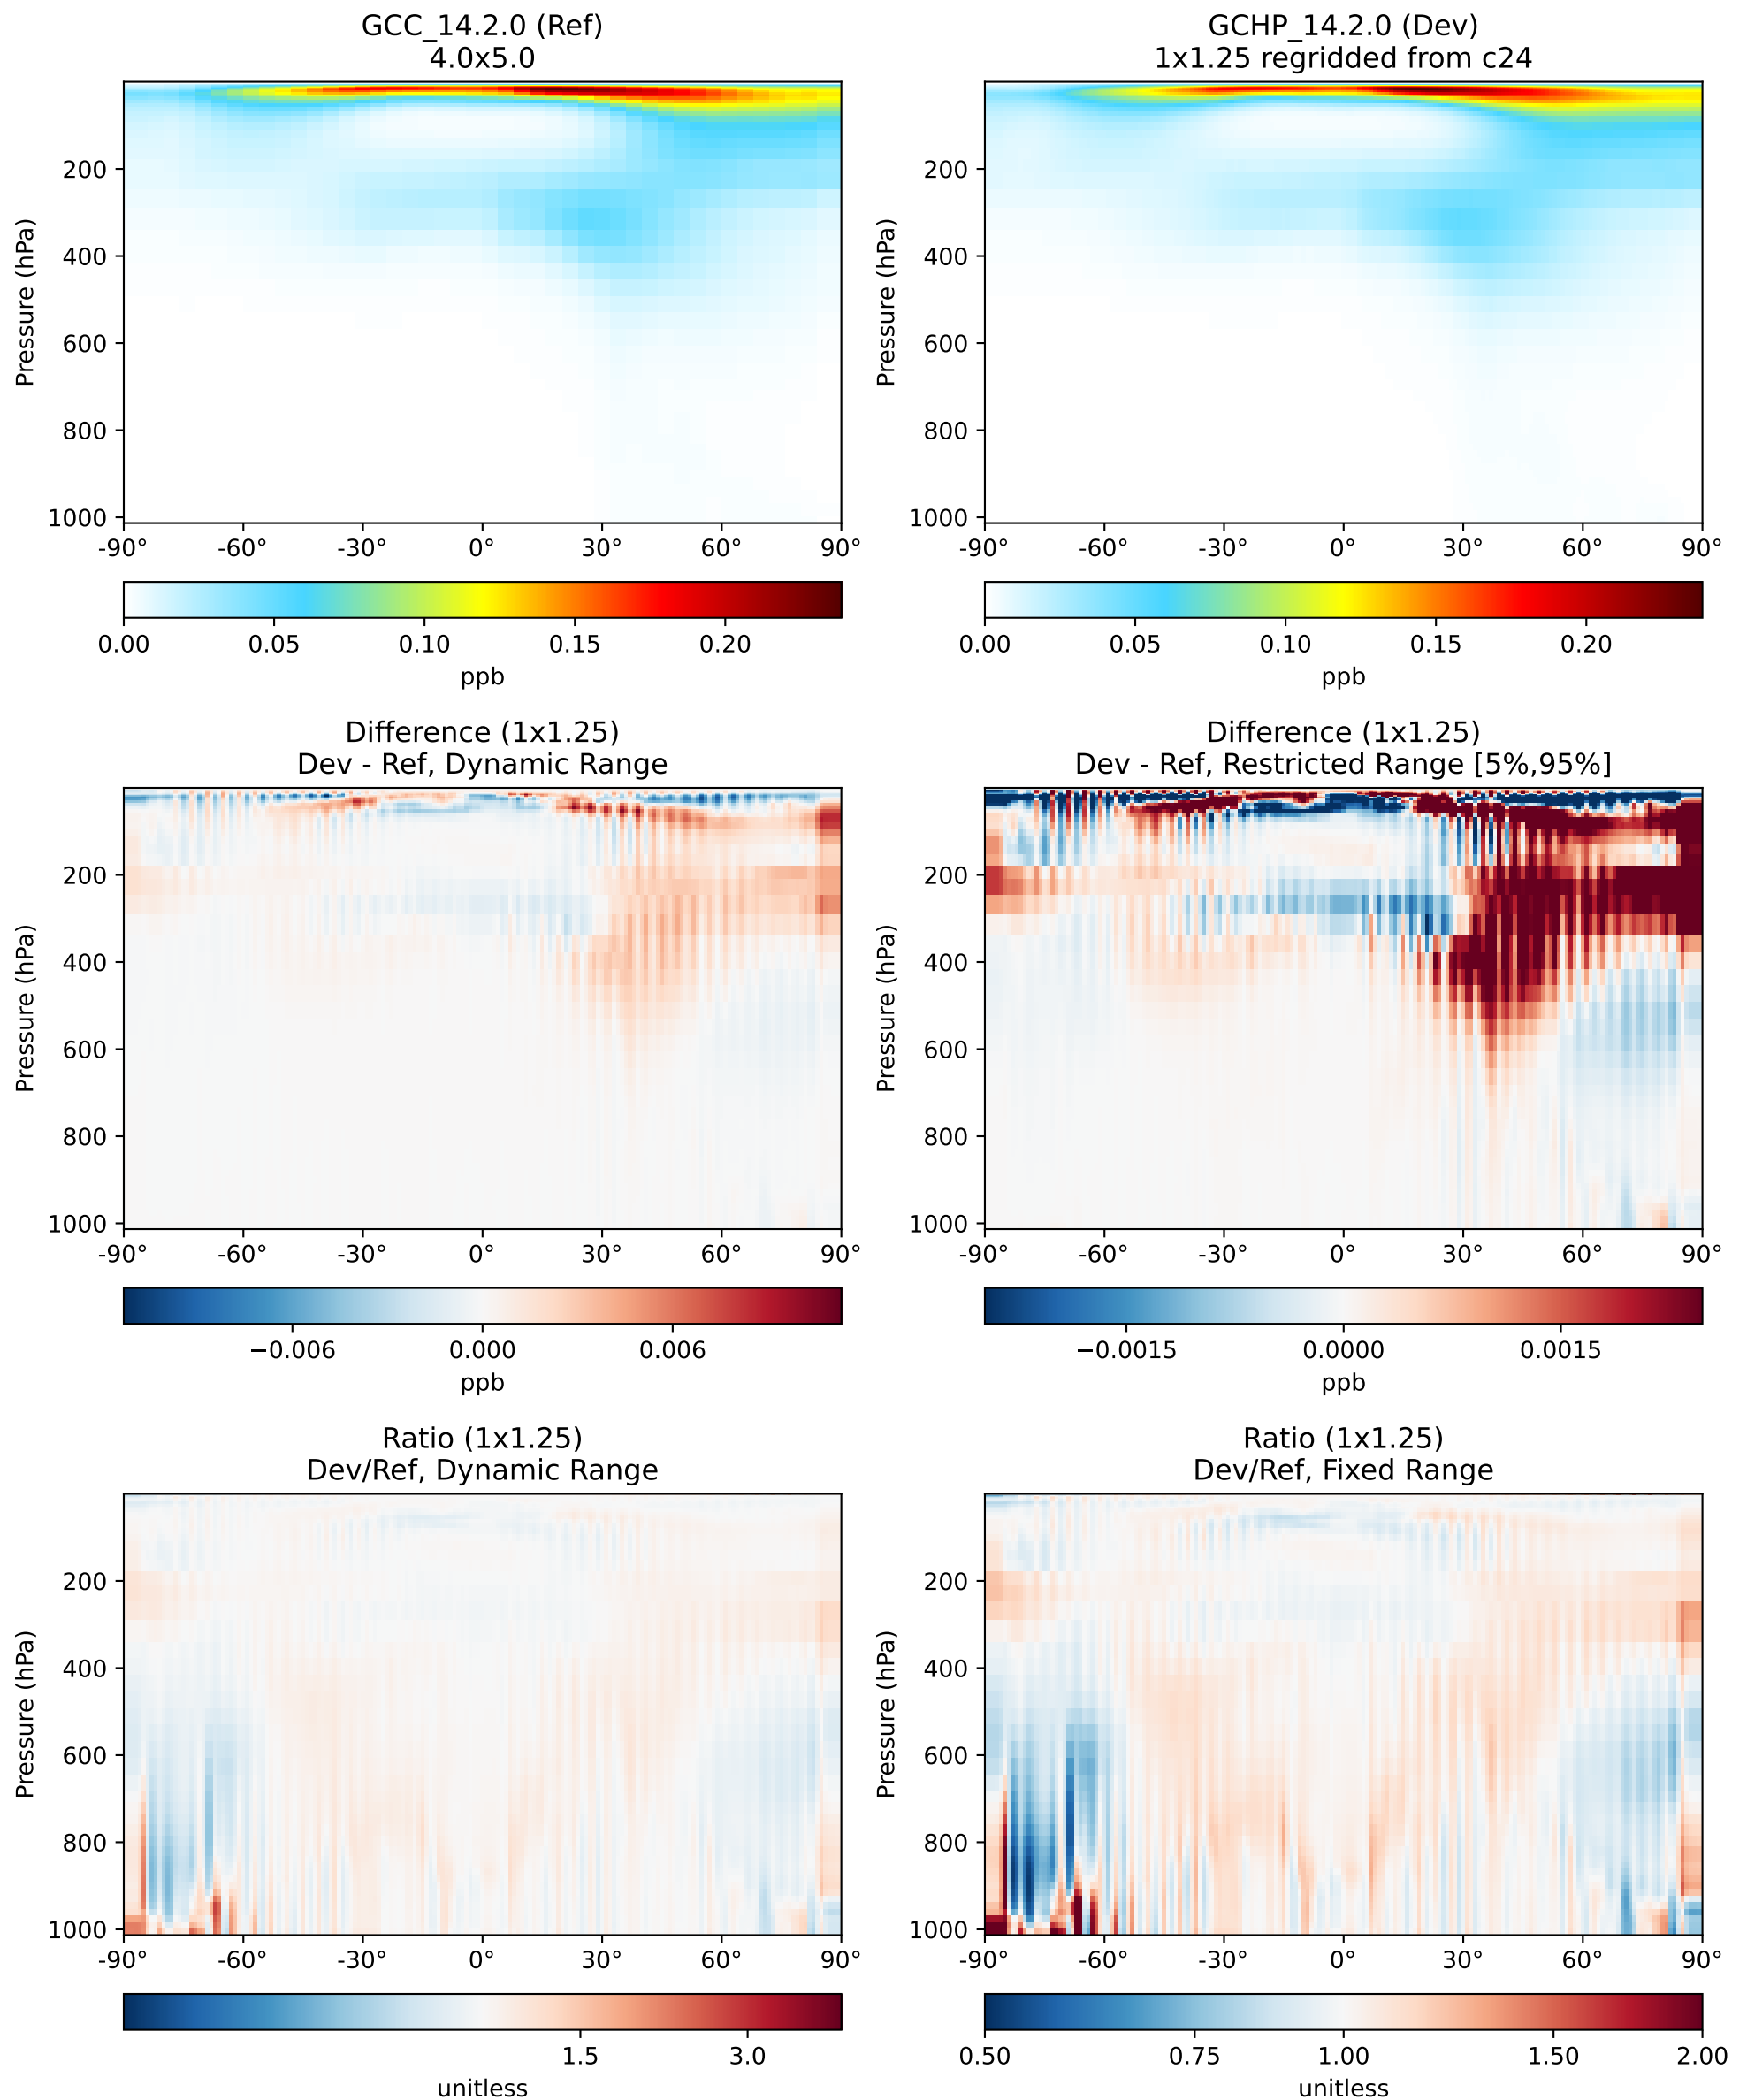 GCC_14.2.0 (Ref)
4.0x5.0
Pressure (hPa)
200
400
600
800
1000
-90° -60° -30° 0° 30° 60° 90°
0.00 0.05 0.10 0.15 0.20
ppb
GCHP_14.2.0 (Dev)
1x1.25 regridded from c24
Pressure (hPa)
200
400
600
800
1000
-90° -60° -30° 0° 30° 60° 90°
0.00 0.05 0.10 0.15 0.20
ppb
Difference (1x1.25)
Dev - Ref, Dynamic Range
Pressure (hPa)
200
400
600
800
1000
-90° -60° -30° 0° 30° 60° 90°
−0.006 0.000 0.006
ppb
Difference (1x1.25)
Dev - Ref, Restricted Range [5%,95%]
Pressure (hPa)
200
400
600
800
1000
-90° -60° -30° 0° 30° 60° 90°
−0.0015 0.0000 0.0015
ppb
Ratio (1x1.25)
Dev/Ref, Dynamic Range
Pressure (hPa)
200
400
600
800
1000
-90° -60° -30° 0° 30° 60° 90°
1.5 3.0
unitless
Ratio (1x1.25)
Dev/Ref, Fixed Range
Pressure (hPa)
200
400
600
800
1000
-90° -60° -30° 0° 30° 60° 90°
0.50 0.75 1.00 1.50 2.00
unitless